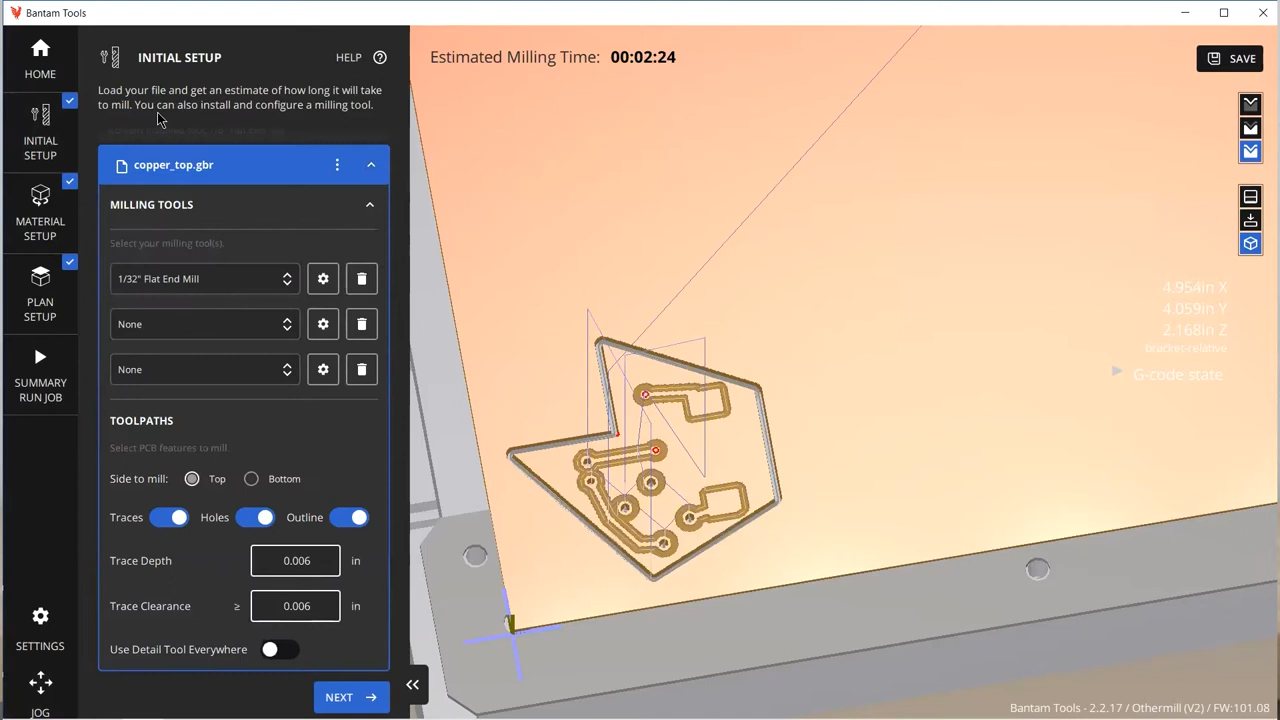 Bantam Tools
HOME
INITIAL
SETUP
MATERIAL
SETUP
PLAN
SETUP
SUMMARY
RUN JOB
SETTINGS
JOG
INITIAL SETUP
HELP
Load your file and get an estimate of how long it will take
to mill. You can also install and configure a milling tool.
copper_top.gbr
MILLING TOOLS
Select your milling tool(s).
1/32" Flat End Mill
None
None
TOOLPATHS
Select PCB features to mill.
Side to mill: Top Bottom
Traces Holes Outline
Trace Depth 0.006 in
Trace Clearance ≥ 0.006 in
Use Detail Tool Everywhere
NEXT
Estimated Milling Time: 00:02:24
SAVE
4.954in X
4.059in Y
2.168in Z
bracket-relative
G-code state
Bantam Tools - 2.2.17 / Othermill (V2) / FW:101.08